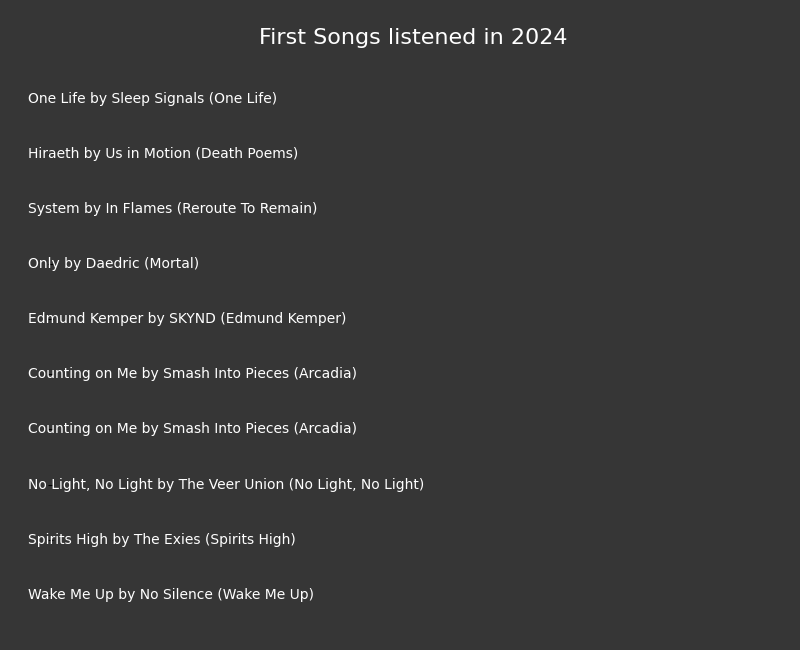 First Songs listened in 2024
One Life by Sleep Signals (One Life)
Hiraeth by Us in Motion (Death Poems)
System by In Flames (Reroute To Remain)
Only by Daedric (Mortal)
Edmund Kemper by SKYND (Edmund Kemper)
Counting on Me by Smash Into Pieces (Arcadia)
Counting on Me by Smash Into Pieces (Arcadia)
No Light, No Light by The Veer Union (No Light, No Light)
Spirits High by The Exies (Spirits High)
Wake Me Up by No Silence (Wake Me Up)